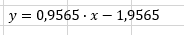 y = 0,9565 · x − 1,9565